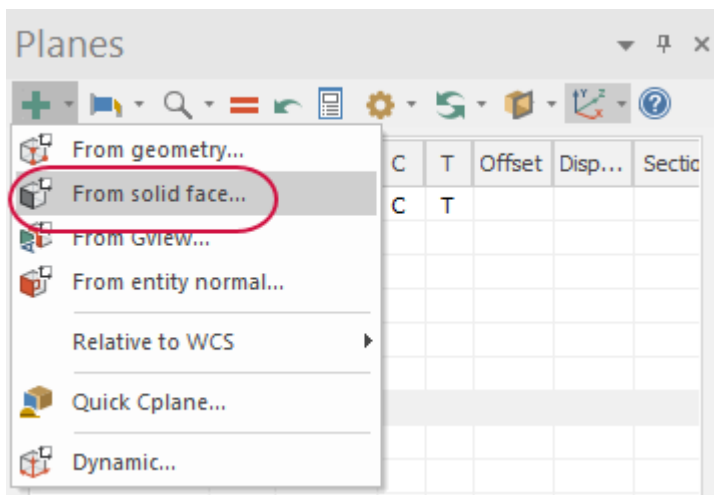 Planes
From geometry...
C T Offset Disp... Sectio
From solid face...
C T
From Gview...
From entity normal...
Relative to WCS
Quick Cplane...
Dynamic...